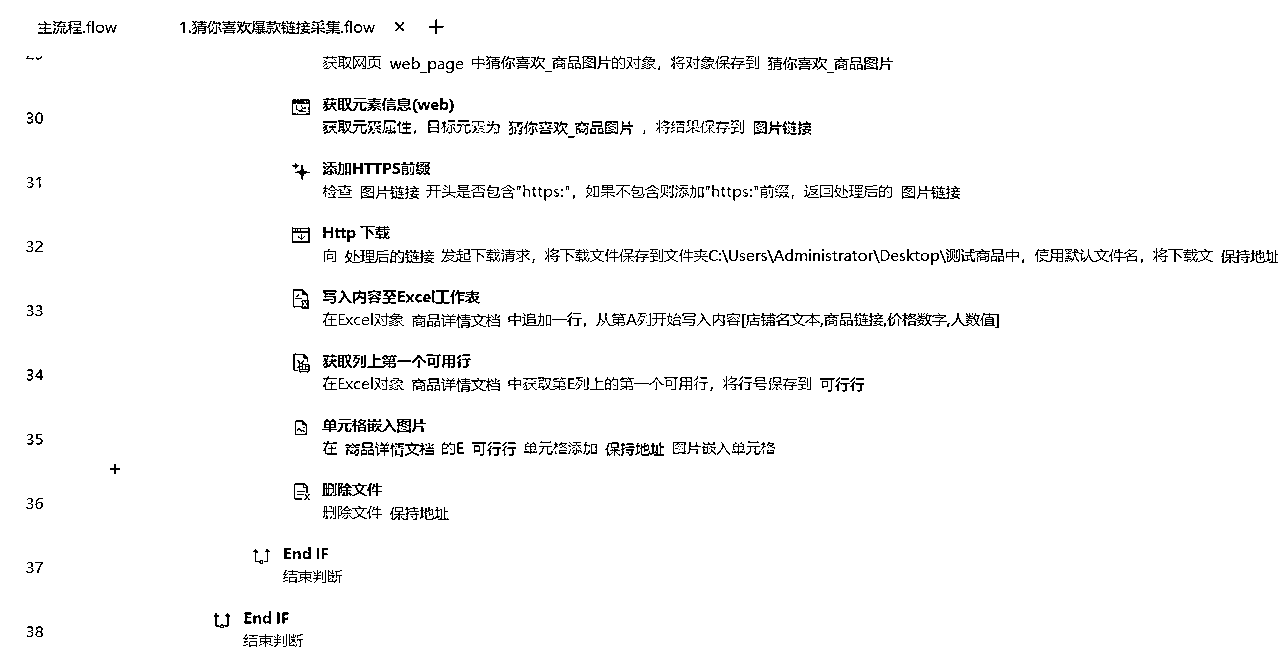 主流程.flow 1.猜你喜欢爆款链接采集.flow × +
获取网页 web_page 中猜你喜欢_商品图片的对象，将对象保存到 猜你喜欢_商品图片
30 获取元素信息(web)
获取元素属性，目标元素为 猜你喜欢_商品图片 ，将结果保存到 图片链接
31 添加HTTPS前缀
检查 图片链接 开头是否包含"https:"，如果不包含则添加"https:"前缀，返回处理后的 图片链接
32 Http 下载
向 处理后的链接 发起下载请求，将下载文件保存到文件夹C:\Users\Administrator\Desktop\测试商品中，使用默认文件名，将下载文 保持地址
33 写入内容至Excel工作表
在Excel对象 商品详情文档 中追加一行，从第A列开始写入内容[店铺名文本,商品链接,价格数字,人数值]
34 获取列上第一个可用行
在Excel对象 商品详情文档 中获取第E列上的第一个可用行，将行号保存到 可行行
35 单元格嵌入图片
在 商品详情文档 的E 可行行 单元格添加 保持地址 图片嵌入单元格
36 删除文件
删除文件 保持地址
37 End IF
结束判断
38 End IF
结束判断